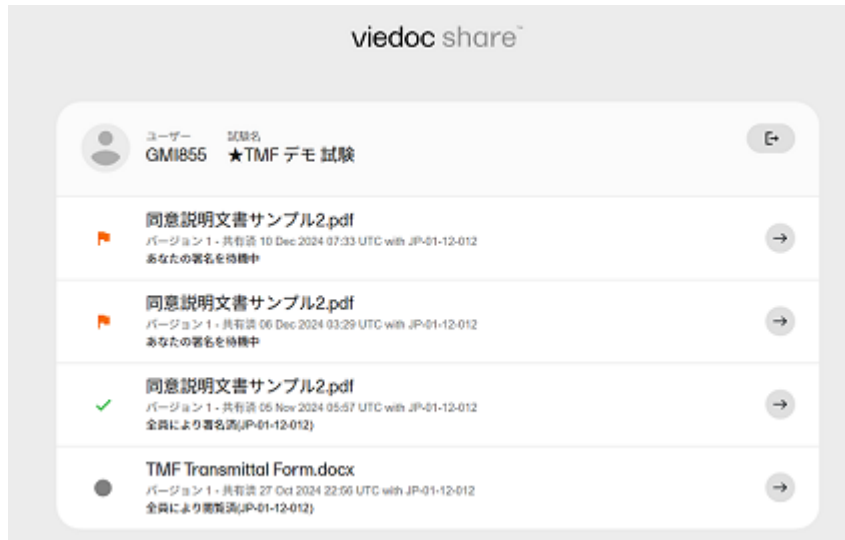 viedoc share™
ユーザー 試験名
GMI855 ★TMF デモ 試験
同意説明文書サンプル2.pdf
バージョン 1 - 共有済 10 Dec 2024 07:33 UTC with JP-01-12-012
あなたの署名を待機中
同意説明文書サンプル2.pdf
バージョン 1 - 共有済 06 Dec 2024 03:29 UTC with JP-01-12-012
あなたの署名を待機中
同意説明文書サンプル2.pdf
バージョン 1 - 共有済 05 Nov 2024 05:57 UTC with JP-01-12-012
全員により署名済(JP-01-12-012)
TMF Transmittal Form.docx
バージョン 1 - 共有済 27 Oct 2024 22:56 UTC with JP-01-12-012
全員により閲覧済(JP-01-12-012)